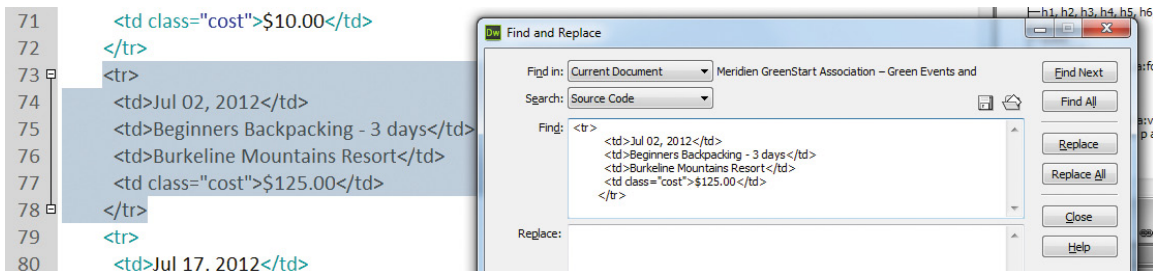 71 <td class="cost">$10.00</td>
72 </tr>
73 <tr>
74 <td>Jul 02, 2012</td>
75 <td>Beginners Backpacking - 3 days</td>
76 <td>Burkeline Mountains Resort</td>
77 <td class="cost">$125.00</td>
78 </tr>
79 <tr>
80 <td>Jul 17, 2012</td>
h1, h2, h3, h4, h5, h6
Dw Find and Replace
Find in: Current Document Meridien GreenStart Association – Green Events and
Find Next
Search: Source Code
Find All
Find: <tr>
<td>Jul 02, 2012</td>
<td>Beginners Backpacking - 3 days</td>
<td>Burkeline Mountains Resort</td>
<td class="cost">$125.00</td>
</tr>
Replace
Replace All
Close
Replace:
Help